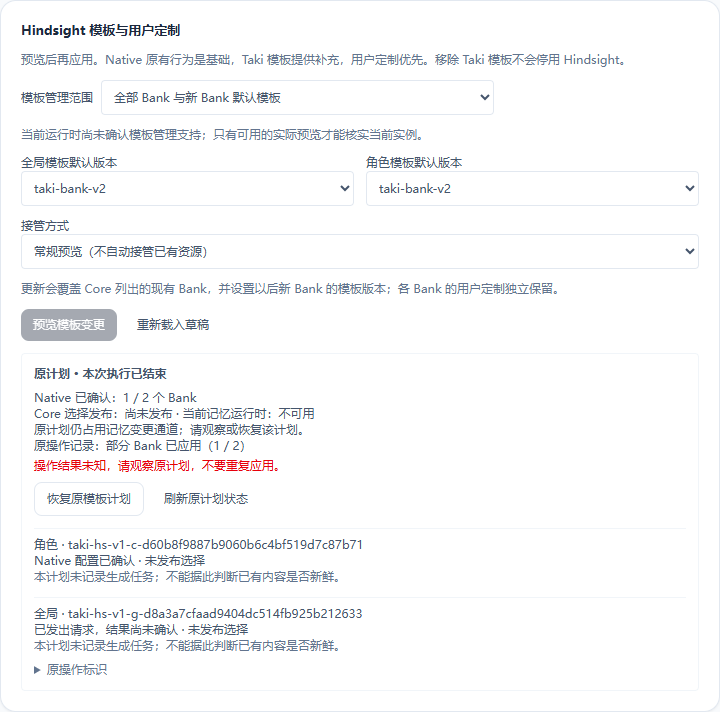 Hindsight 模板与用户定制
预览后再应用。Native 原有行为是基础，Taki 模板提供补充，用户定制优先。移除 Taki 模板不会停用 Hindsight。
模板管理范围 全部 Bank 与新 Bank 默认模板
当前运行时尚未确认模板管理支持；只有可用的实际预览才能核实当前实例。
全局模板默认版本 角色模板默认版本
taki-bank-v2 taki-bank-v2
接管方式
常规预览（不自动接管已有资源）
更新会覆盖 Core 列出的现有 Bank，并设置以后新 Bank 的模板版本；各 Bank 的用户定制独立保留。
预览模板变更 重新载入草稿
原计划 · 本次执行已结束
Native 已确认：1 / 2 个 Bank
Core 选择发布：尚未发布 · 当前记忆运行时：不可用
原计划仍占用记忆变更通道；请观察或恢复该计划。
原操作记录：部分 Bank 已应用（1 / 2）
操作结果未知，请观察原计划，不要重复应用。
恢复原模板计划 刷新原计划状态
角色 · taki-hs-v1-c-d60b8f9887b9060b6c4bf519d7c87b71
Native 配置已确认 · 未发布选择
本计划未记录生成任务；不能据此判断已有内容是否新鲜。
全局 · taki-hs-v1-g-d8a3a7cfaad9404dc514fb925b212633
已发出请求，结果尚未确认 · 未发布选择
本计划未记录生成任务；不能据此判断已有内容是否新鲜。
▶ 原操作标识